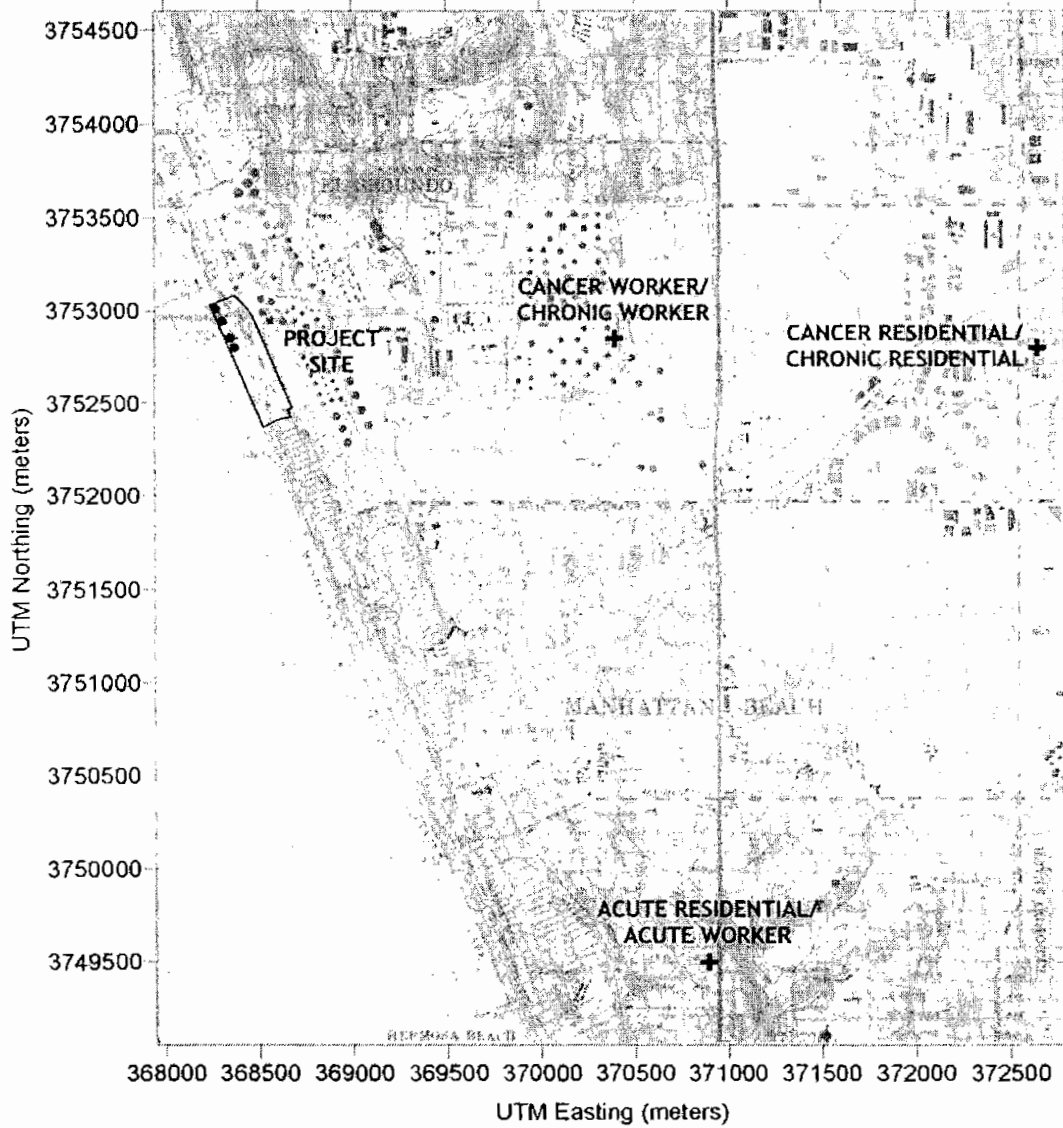 3754500
3754000
EL SEGUNDO
3753500
CANCER WORKER/
CHRONIC WORKER
3753000
PROJECT
SITE
CANCER RESIDENTIAL/
CHRONIC RESIDENTIAL
3752500
3752000
UTM Northing (meters)
3751500
3751000
MANHATTAN BEACH
3750500
3750000
ACUTE RESIDENTIAL/
ACUTE WORKER
3749500
HERMOSA BEACH
368000 368500 369000 369500 370000 370500 371000 371500 372000 372500
UTM Easting (meters)